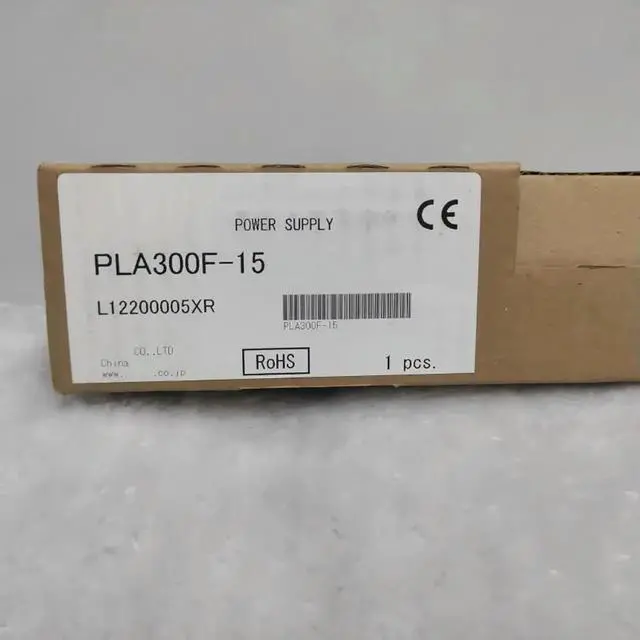 POWER SUPPLY
CE
PLA300F-15
L12200005XR
PLA300F-15
CO.,LTD
China
www. .co.jp
RoHS
1 pcs.